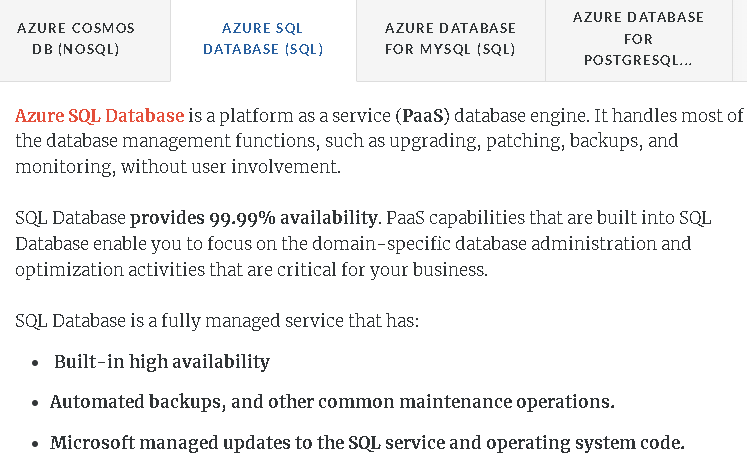 AZURE COSMOS
DB (NOSQL)
AZURE SQL
DATABASE (SQL)
AZURE DATABASE
FOR MYSQL (SQL)
AZURE DATABASE
FOR
POSTGRESQL...
Azure SQL Database is a platform as a service (PaaS) database engine. It handles most of
the database management functions, such as upgrading, patching, backups, and
monitoring, without user involvement.
SQL Database provides 99.99% availability. PaaS capabilities that are built into SQL
Database enable you to focus on the domain-specific database administration and
optimization activities that are critical for your business.
SQL Database is a fully managed service that has:
• Built-in high availability
• Automated backups, and other common maintenance operations.
• Microsoft managed updates to the SQL service and operating system code.